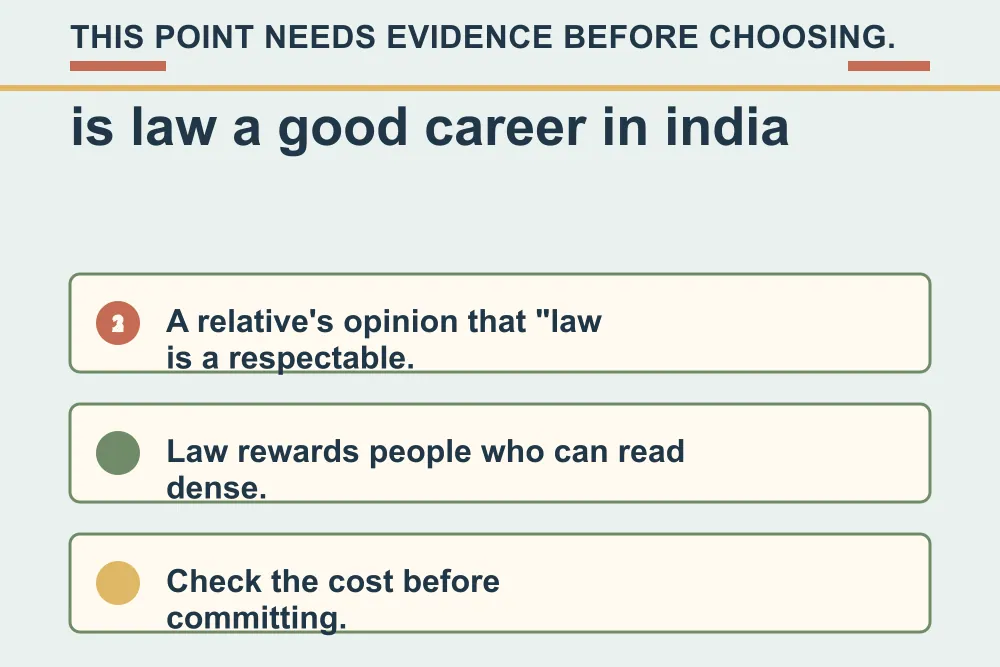 THIS POINT NEEDS EVIDENCE BEFORE CHOOSING.
is law a good career in india
A relative's opinion that "law
is a respectable.
Law rewards people who can read
dense.
Check the cost before
committing.